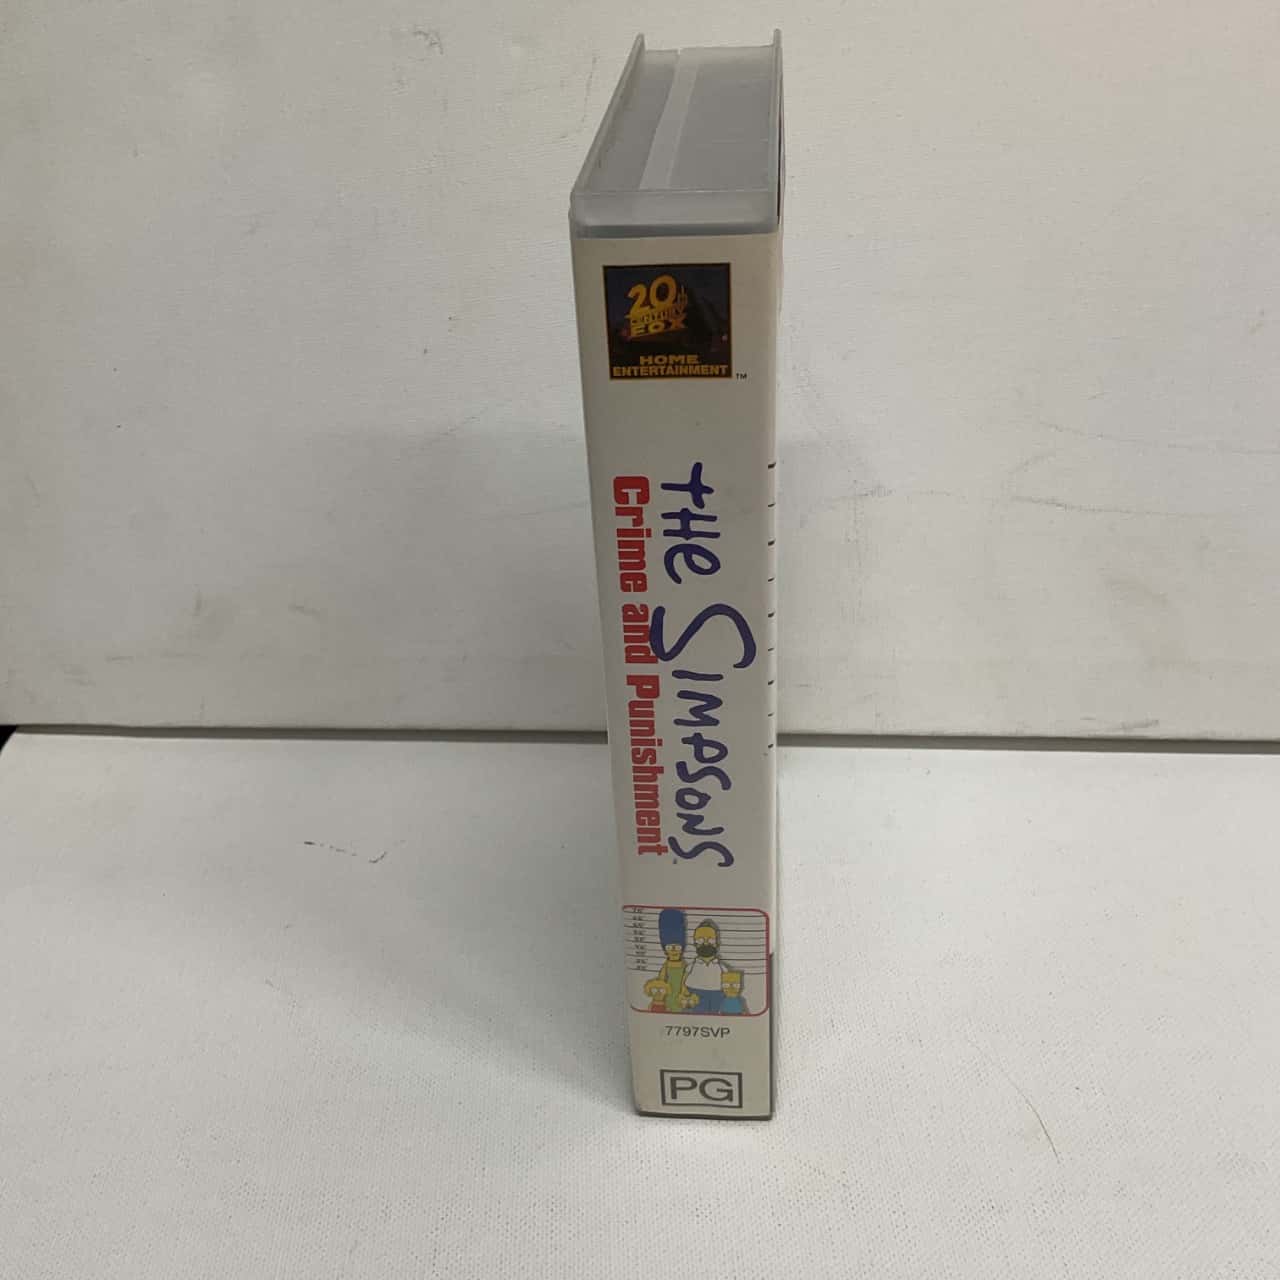 20th
CENTURY
FOX
HOME
ENTERTAINMENT
TM
THE SIMPSONS
Crime and Punishment
7797SVP
PG